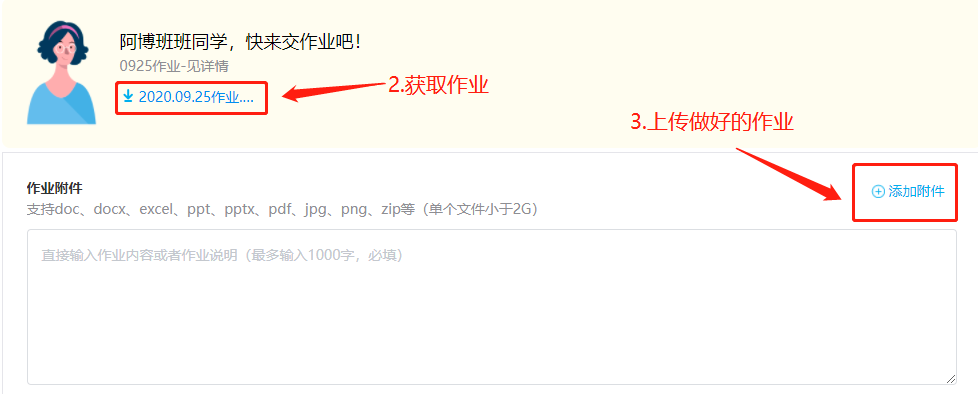 阿博班班同学，快来交作业吧！
0925作业-见详情
2020.09.25作业....
2.获取作业
3.上传做好的作业
作业附件
添加附件
支持doc、docx、excel、ppt、pptx、pdf、jpg、png、zip等（单个文件小于2G）
直接输入作业内容或者作业说明（最多输入1000字，必填）